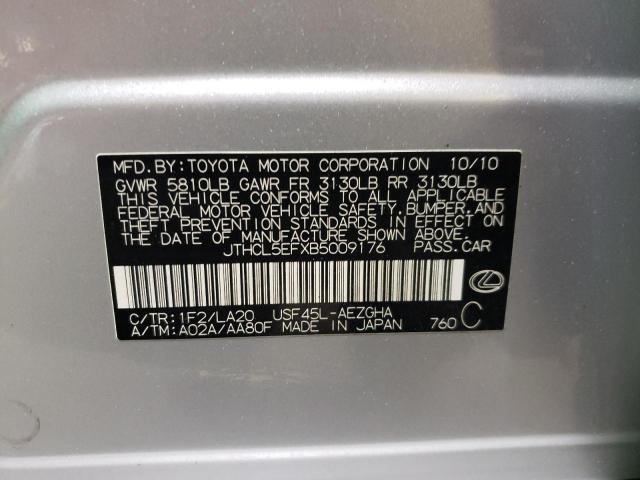 MFD. BY: TOYOTA MOTOR CORPORATION 10/10
GVWR 5810LB GAWR FR 3130LB RR 3130LB
THIS VEHICLE CONFORMS TO ALL APPLICABLE
FEDERAL MOTOR VEHICLE SAFETY, BUMPER, AND
THEFT PREVENTION STANDARDS IN EFFECT ON
THE DATE OF MANUFACTURE SHOWN ABOVE.
JTHCL5EFXB5009176 PASS. CAR
C/TR: 1F2/LA20 USF45L-AEZGHA
A/TM: A02A/AA80F MADE IN JAPAN 760 C